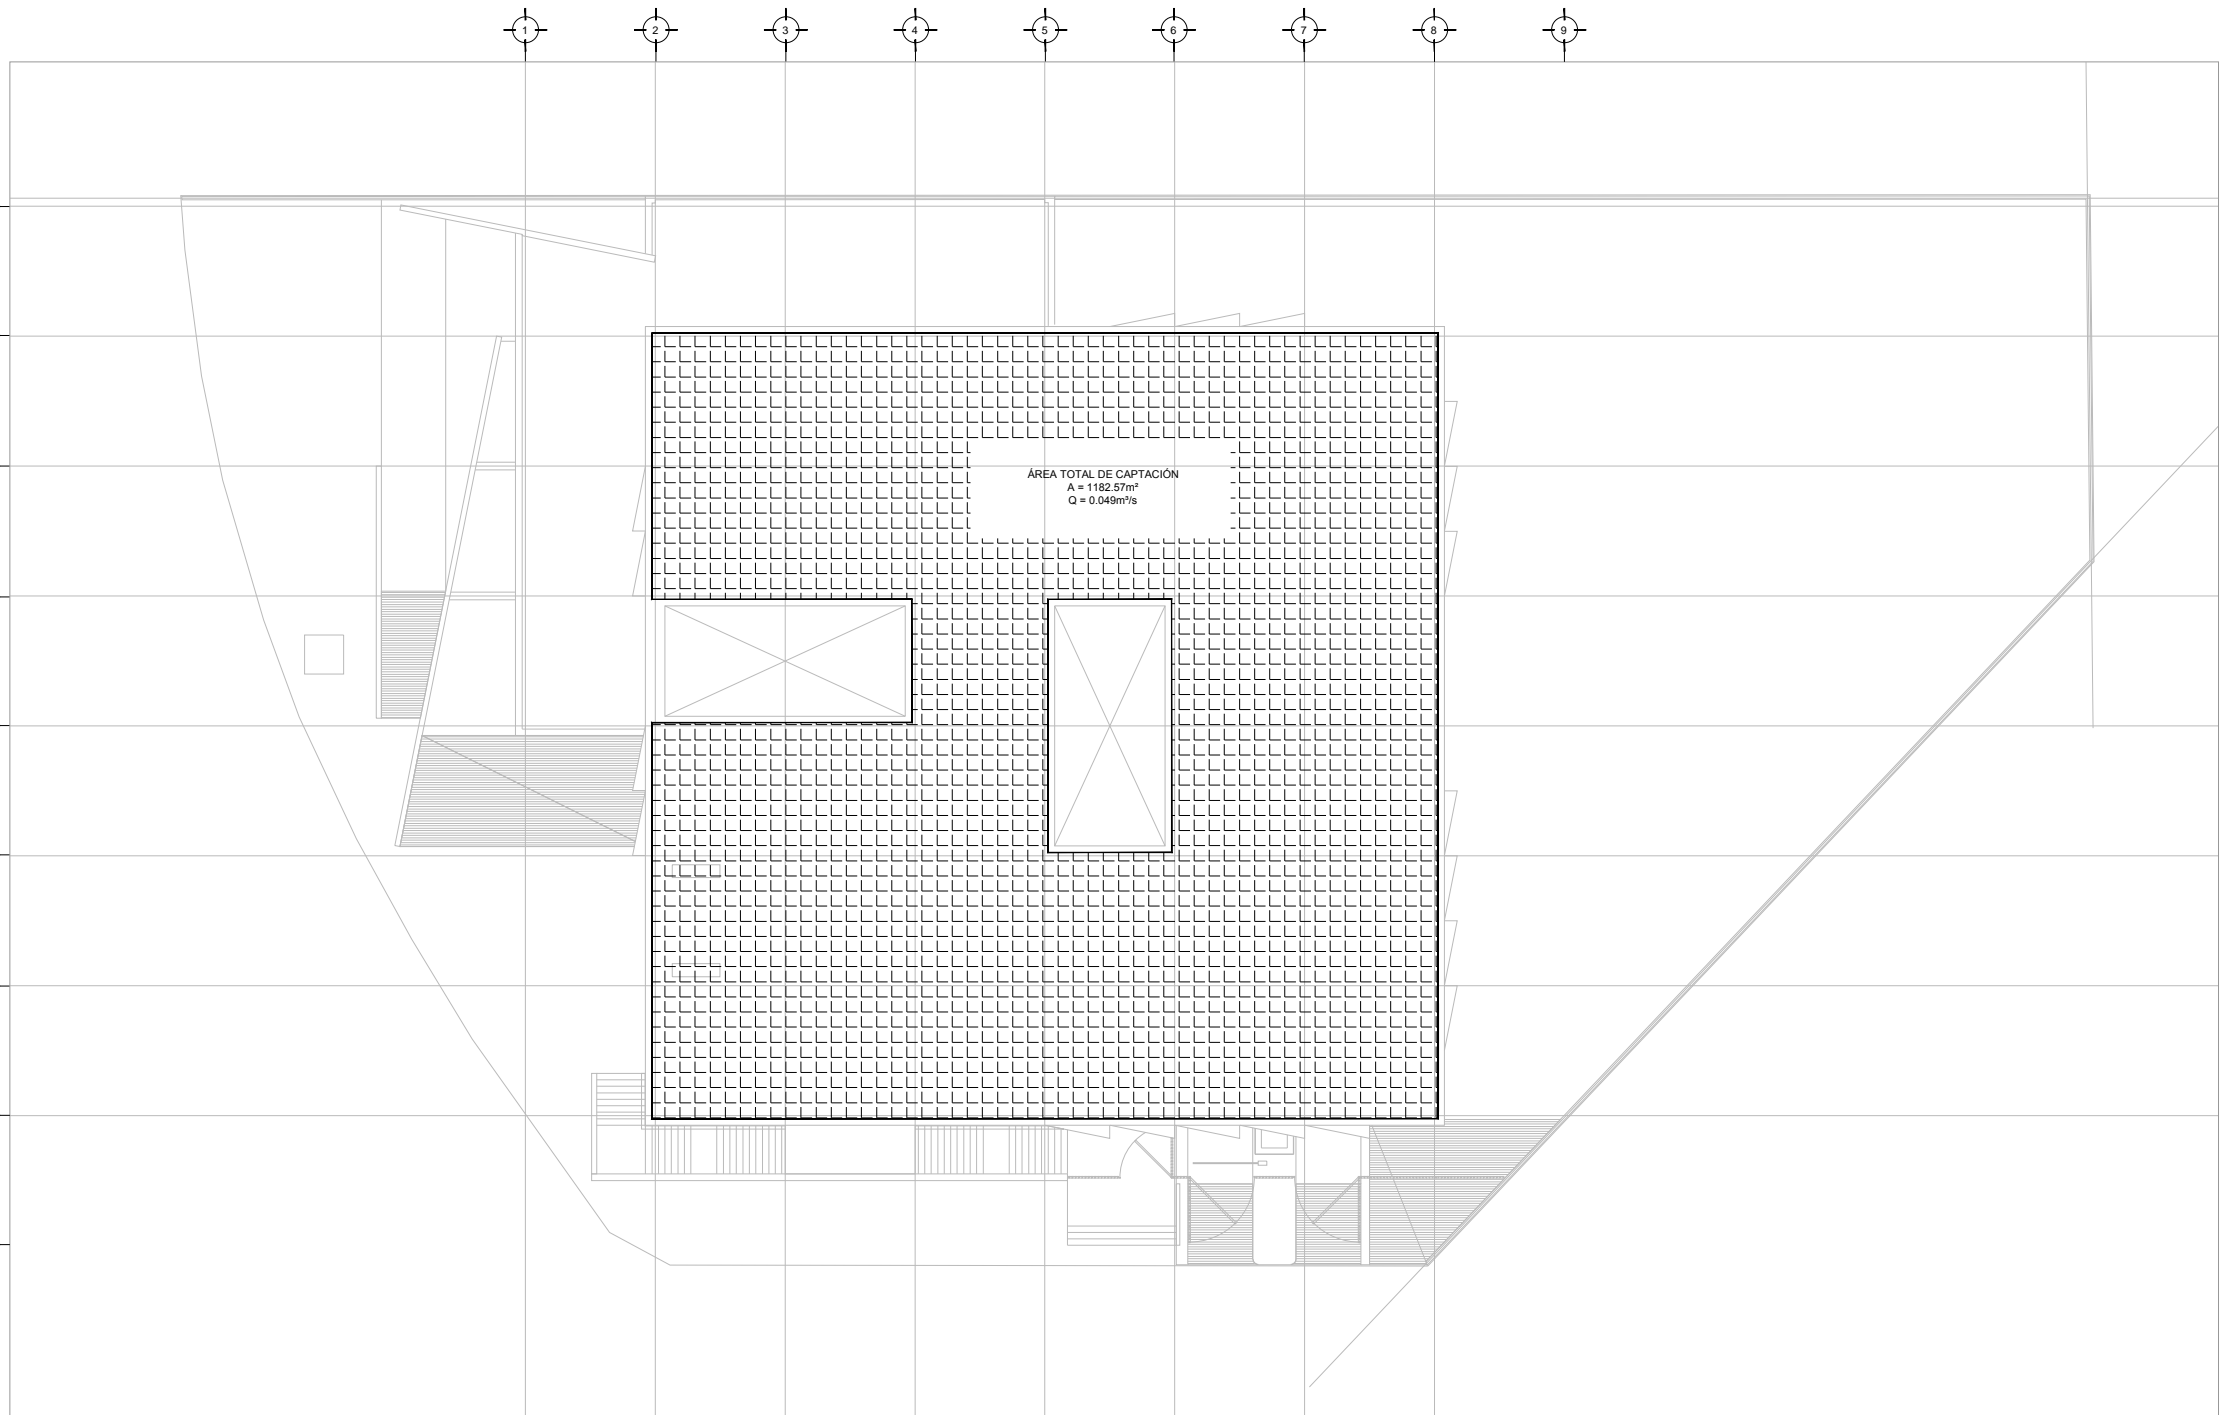 1 2 3 4 5 6 7 8 9
ÁREA TOTAL DE CAPTACIÓN
A = 1182.57m²
Q = 0.049m³/s